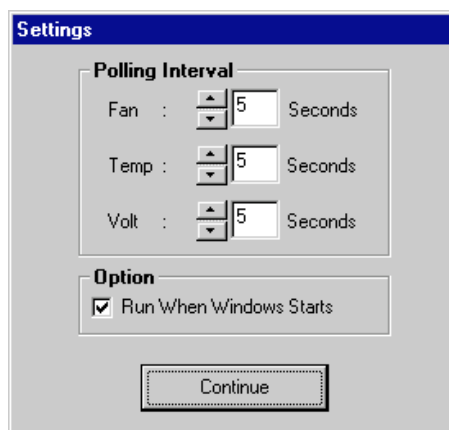 Settings
Polling Interval
Fan : 5 Seconds
Temp : 5 Seconds
Volt : 5 Seconds
Option
Run When Windows Starts
Continue